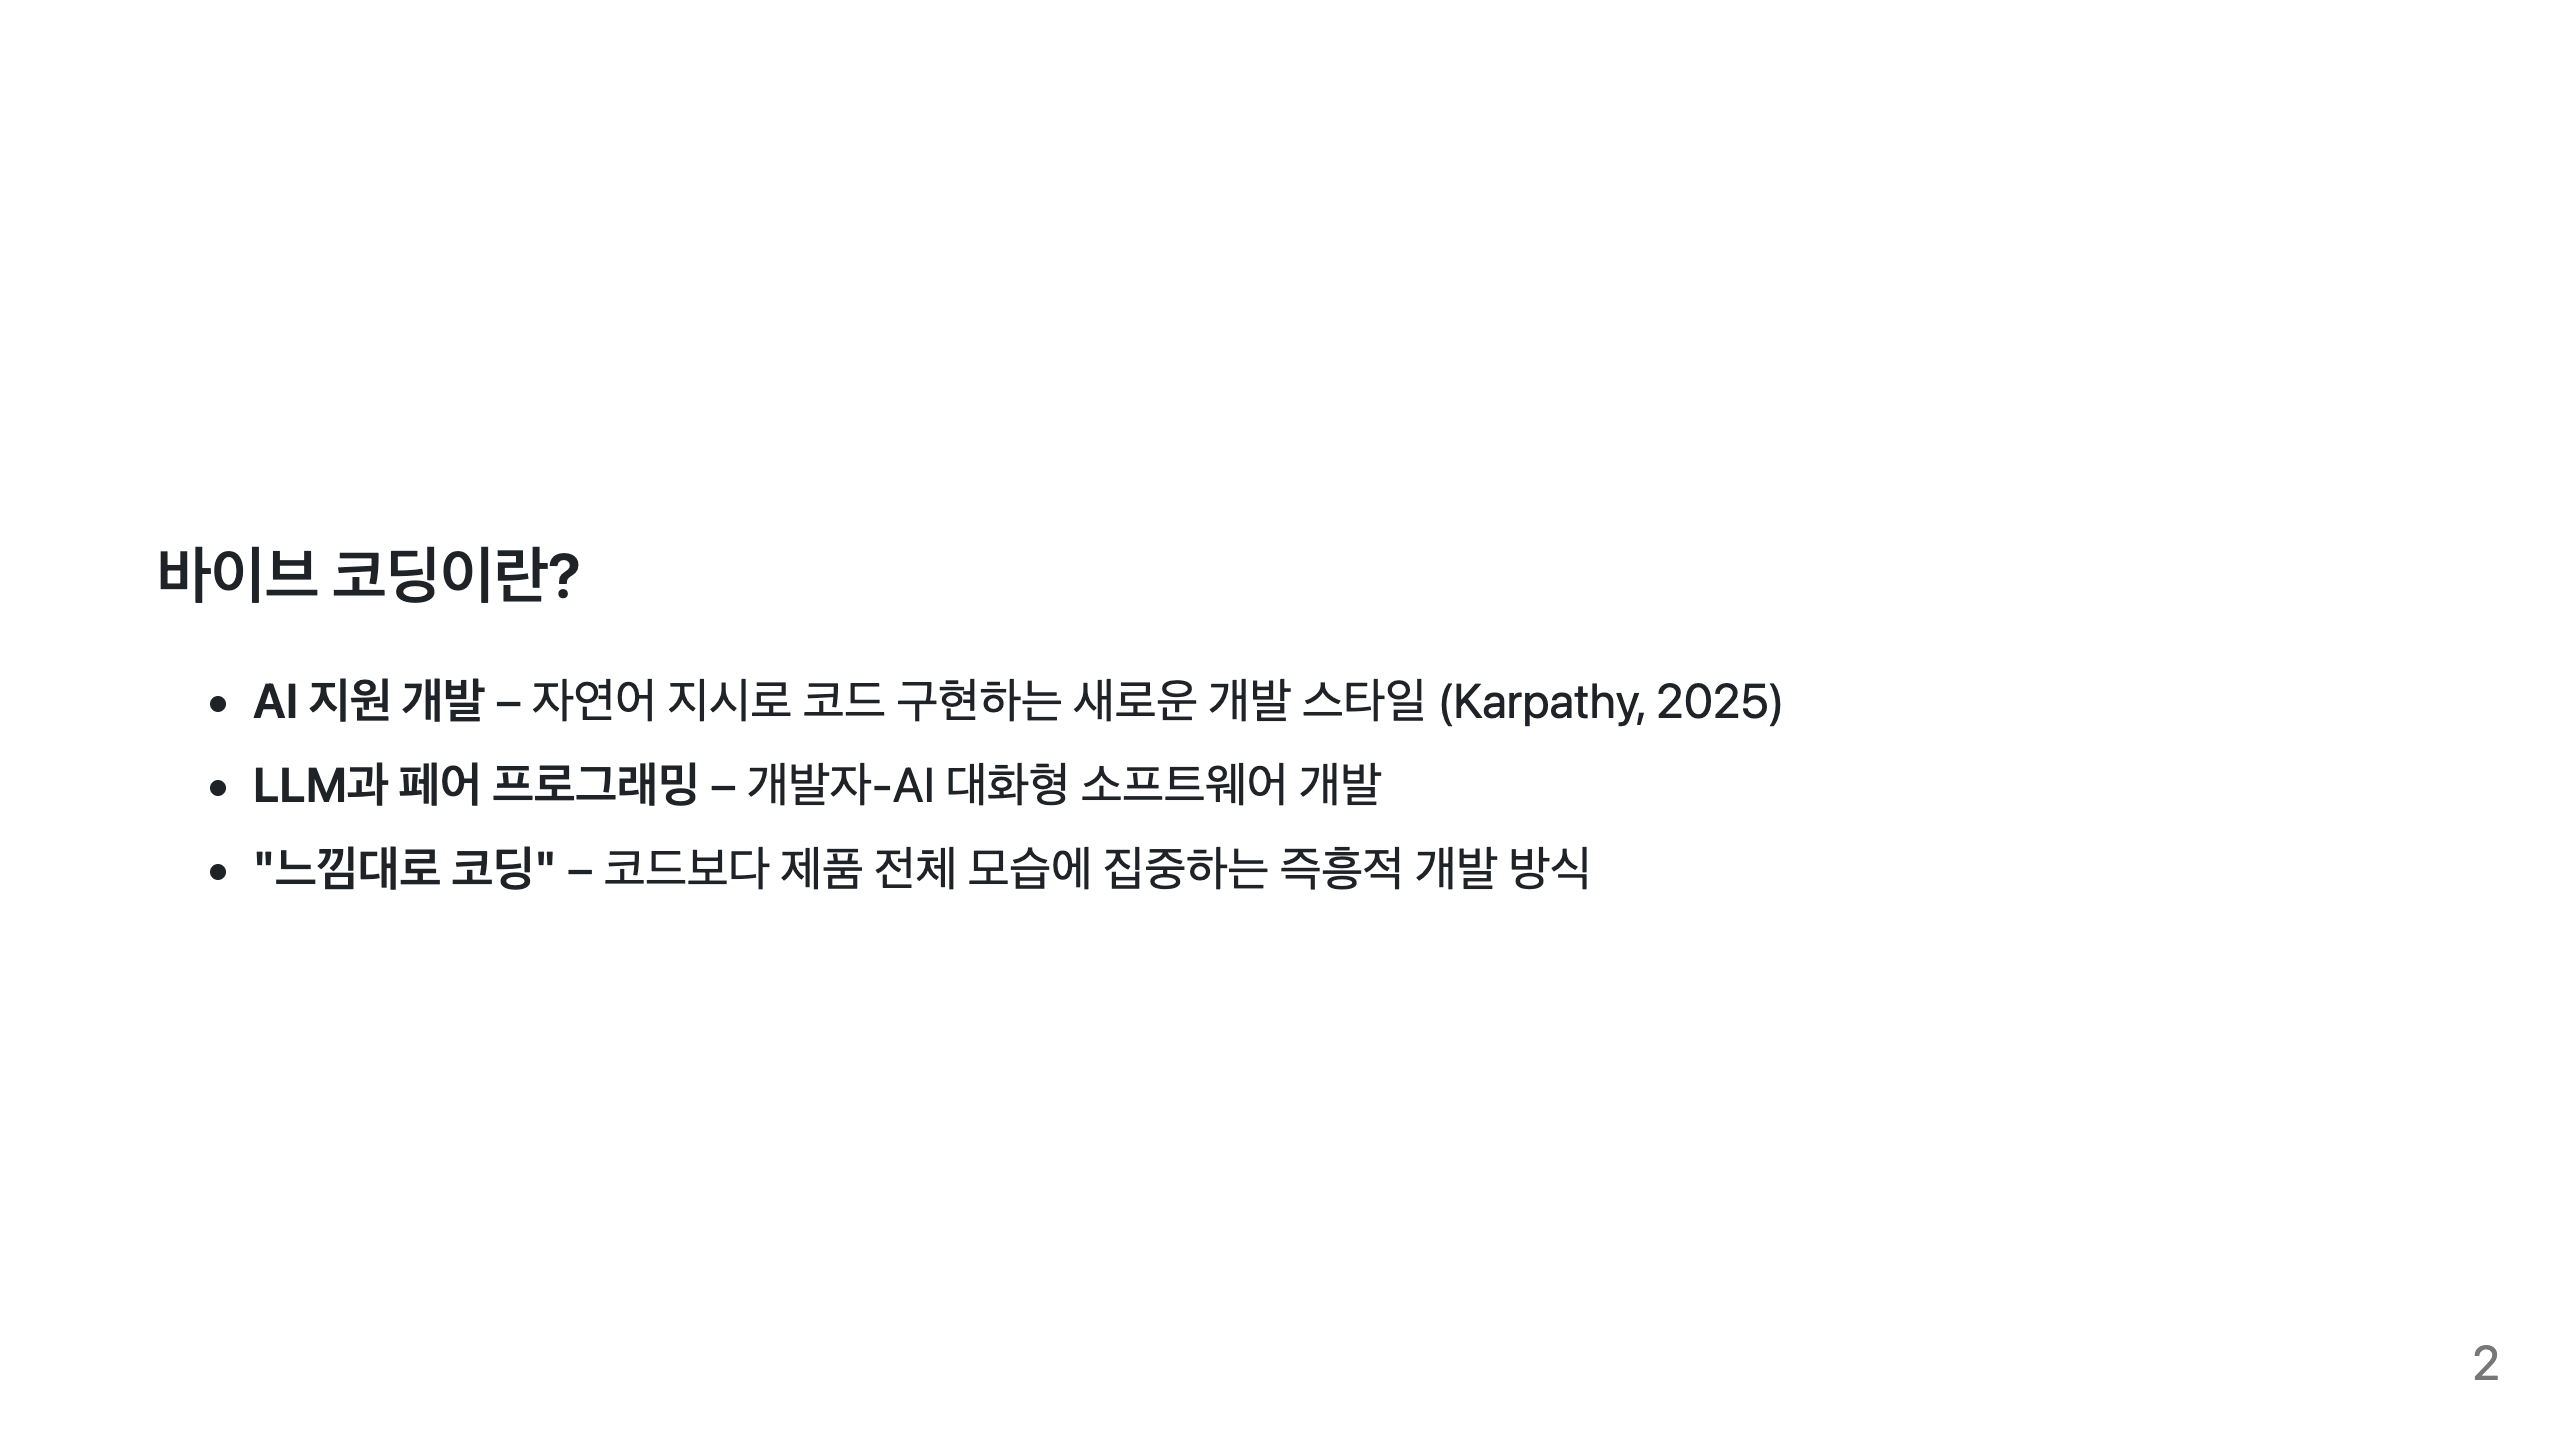 바이브 코딩이란?
• AI 지원 개발 – 자연어 지시로 코드 구현하는 새로운 개발 스타일 (Karpathy, 2025)
• LLM과 페어 프로그래밍 – 개발자-AI 대화형 소프트웨어 개발
• "느낌대로 코딩" – 코드보다 제품 전체 모습에 집중하는 즉흥적 개발 방식
2